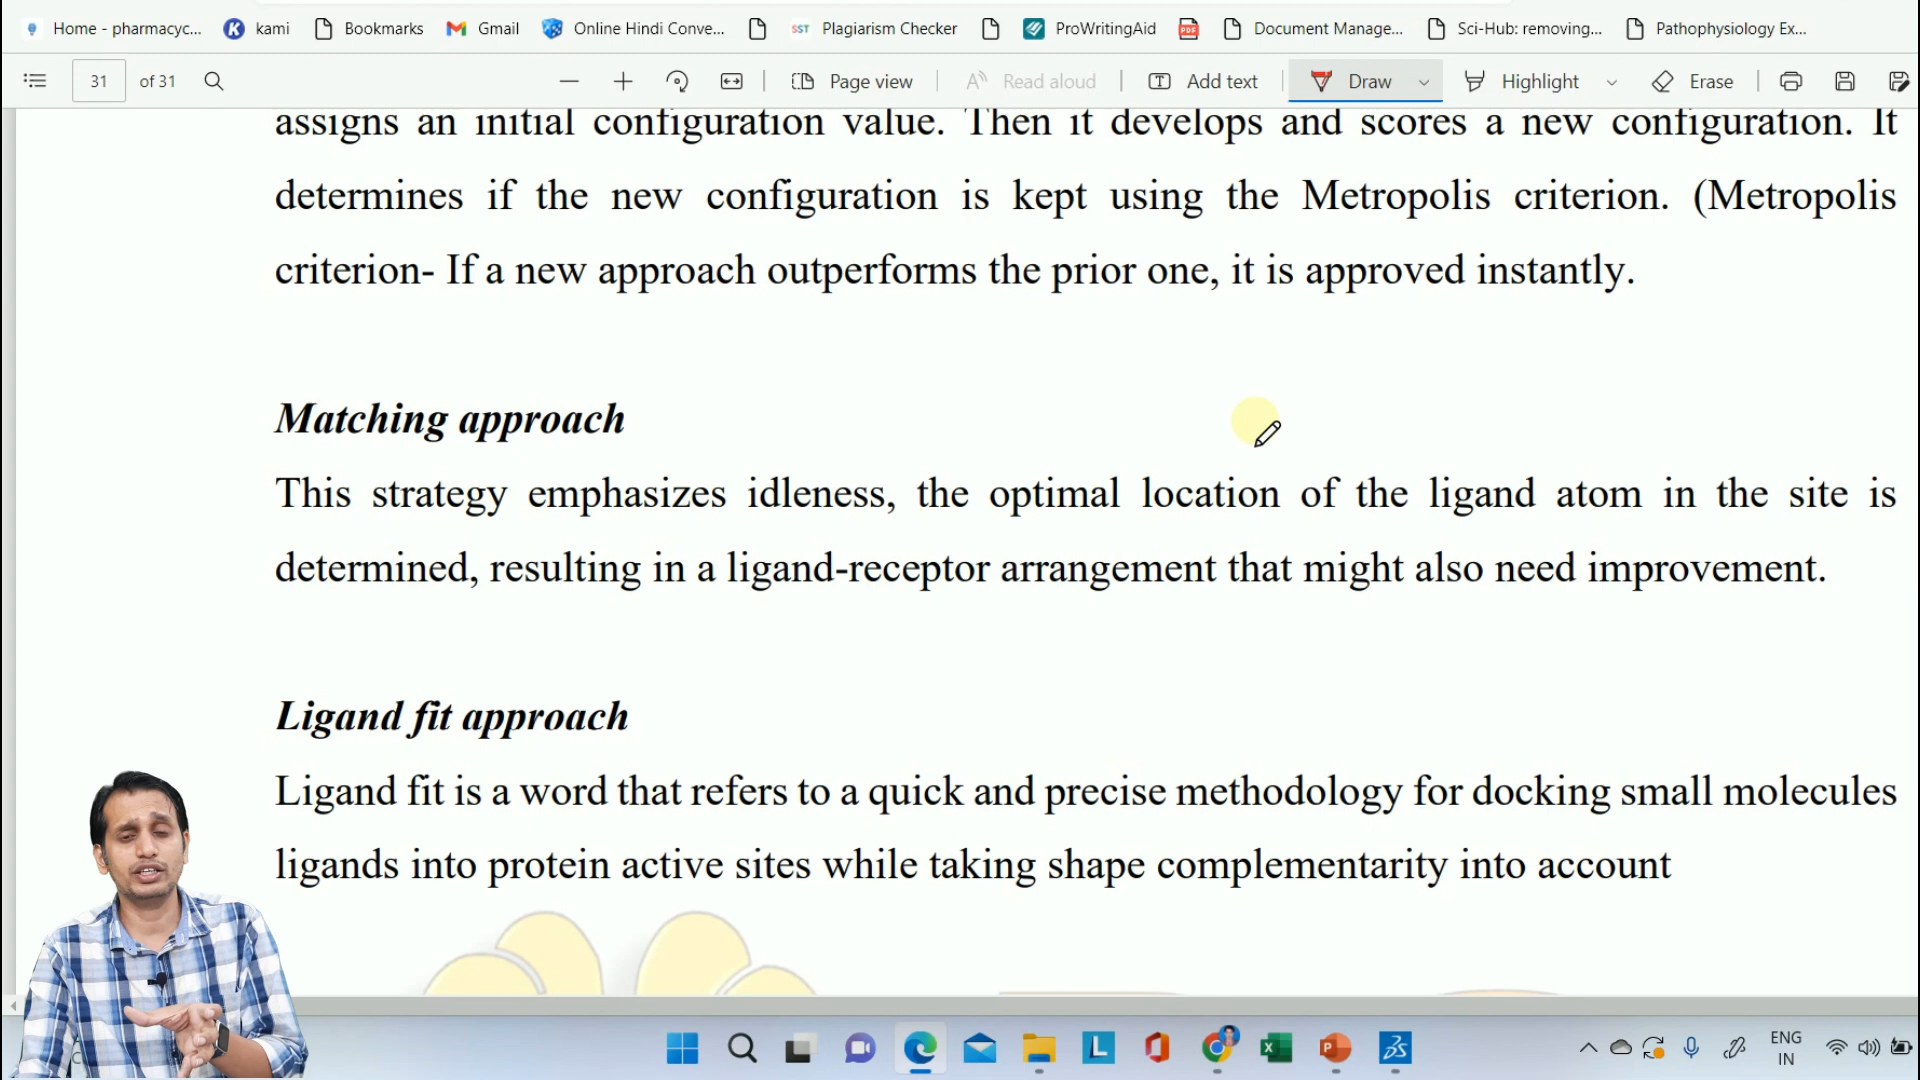 Home - pharmacyc... kami Bookmarks Gmail Online Hindi Conve... SST Plagiarism Checker ProWritingAid PDF Document Manage... Sci-Hub: removing... Pathophysiology Ex...
31 of 31 Page view Read aloud Add text Draw Highlight Erase
assigns an initial configuration value. Then it develops and scores a new configuration. It
determines if the new configuration is kept using the Metropolis criterion. (Metropolis
criterion- If a new approach outperforms the prior one, it is approved instantly.
Matching approach
This strategy emphasizes idleness, the optimal location of the ligand atom in the site is
determined, resulting in a ligand-receptor arrangement that might also need improvement.
Ligand fit approach
Ligand fit is a word that refers to a quick and precise methodology for docking small molecules
ligands into protein active sites while taking shape complementarity into account
ENG
IN